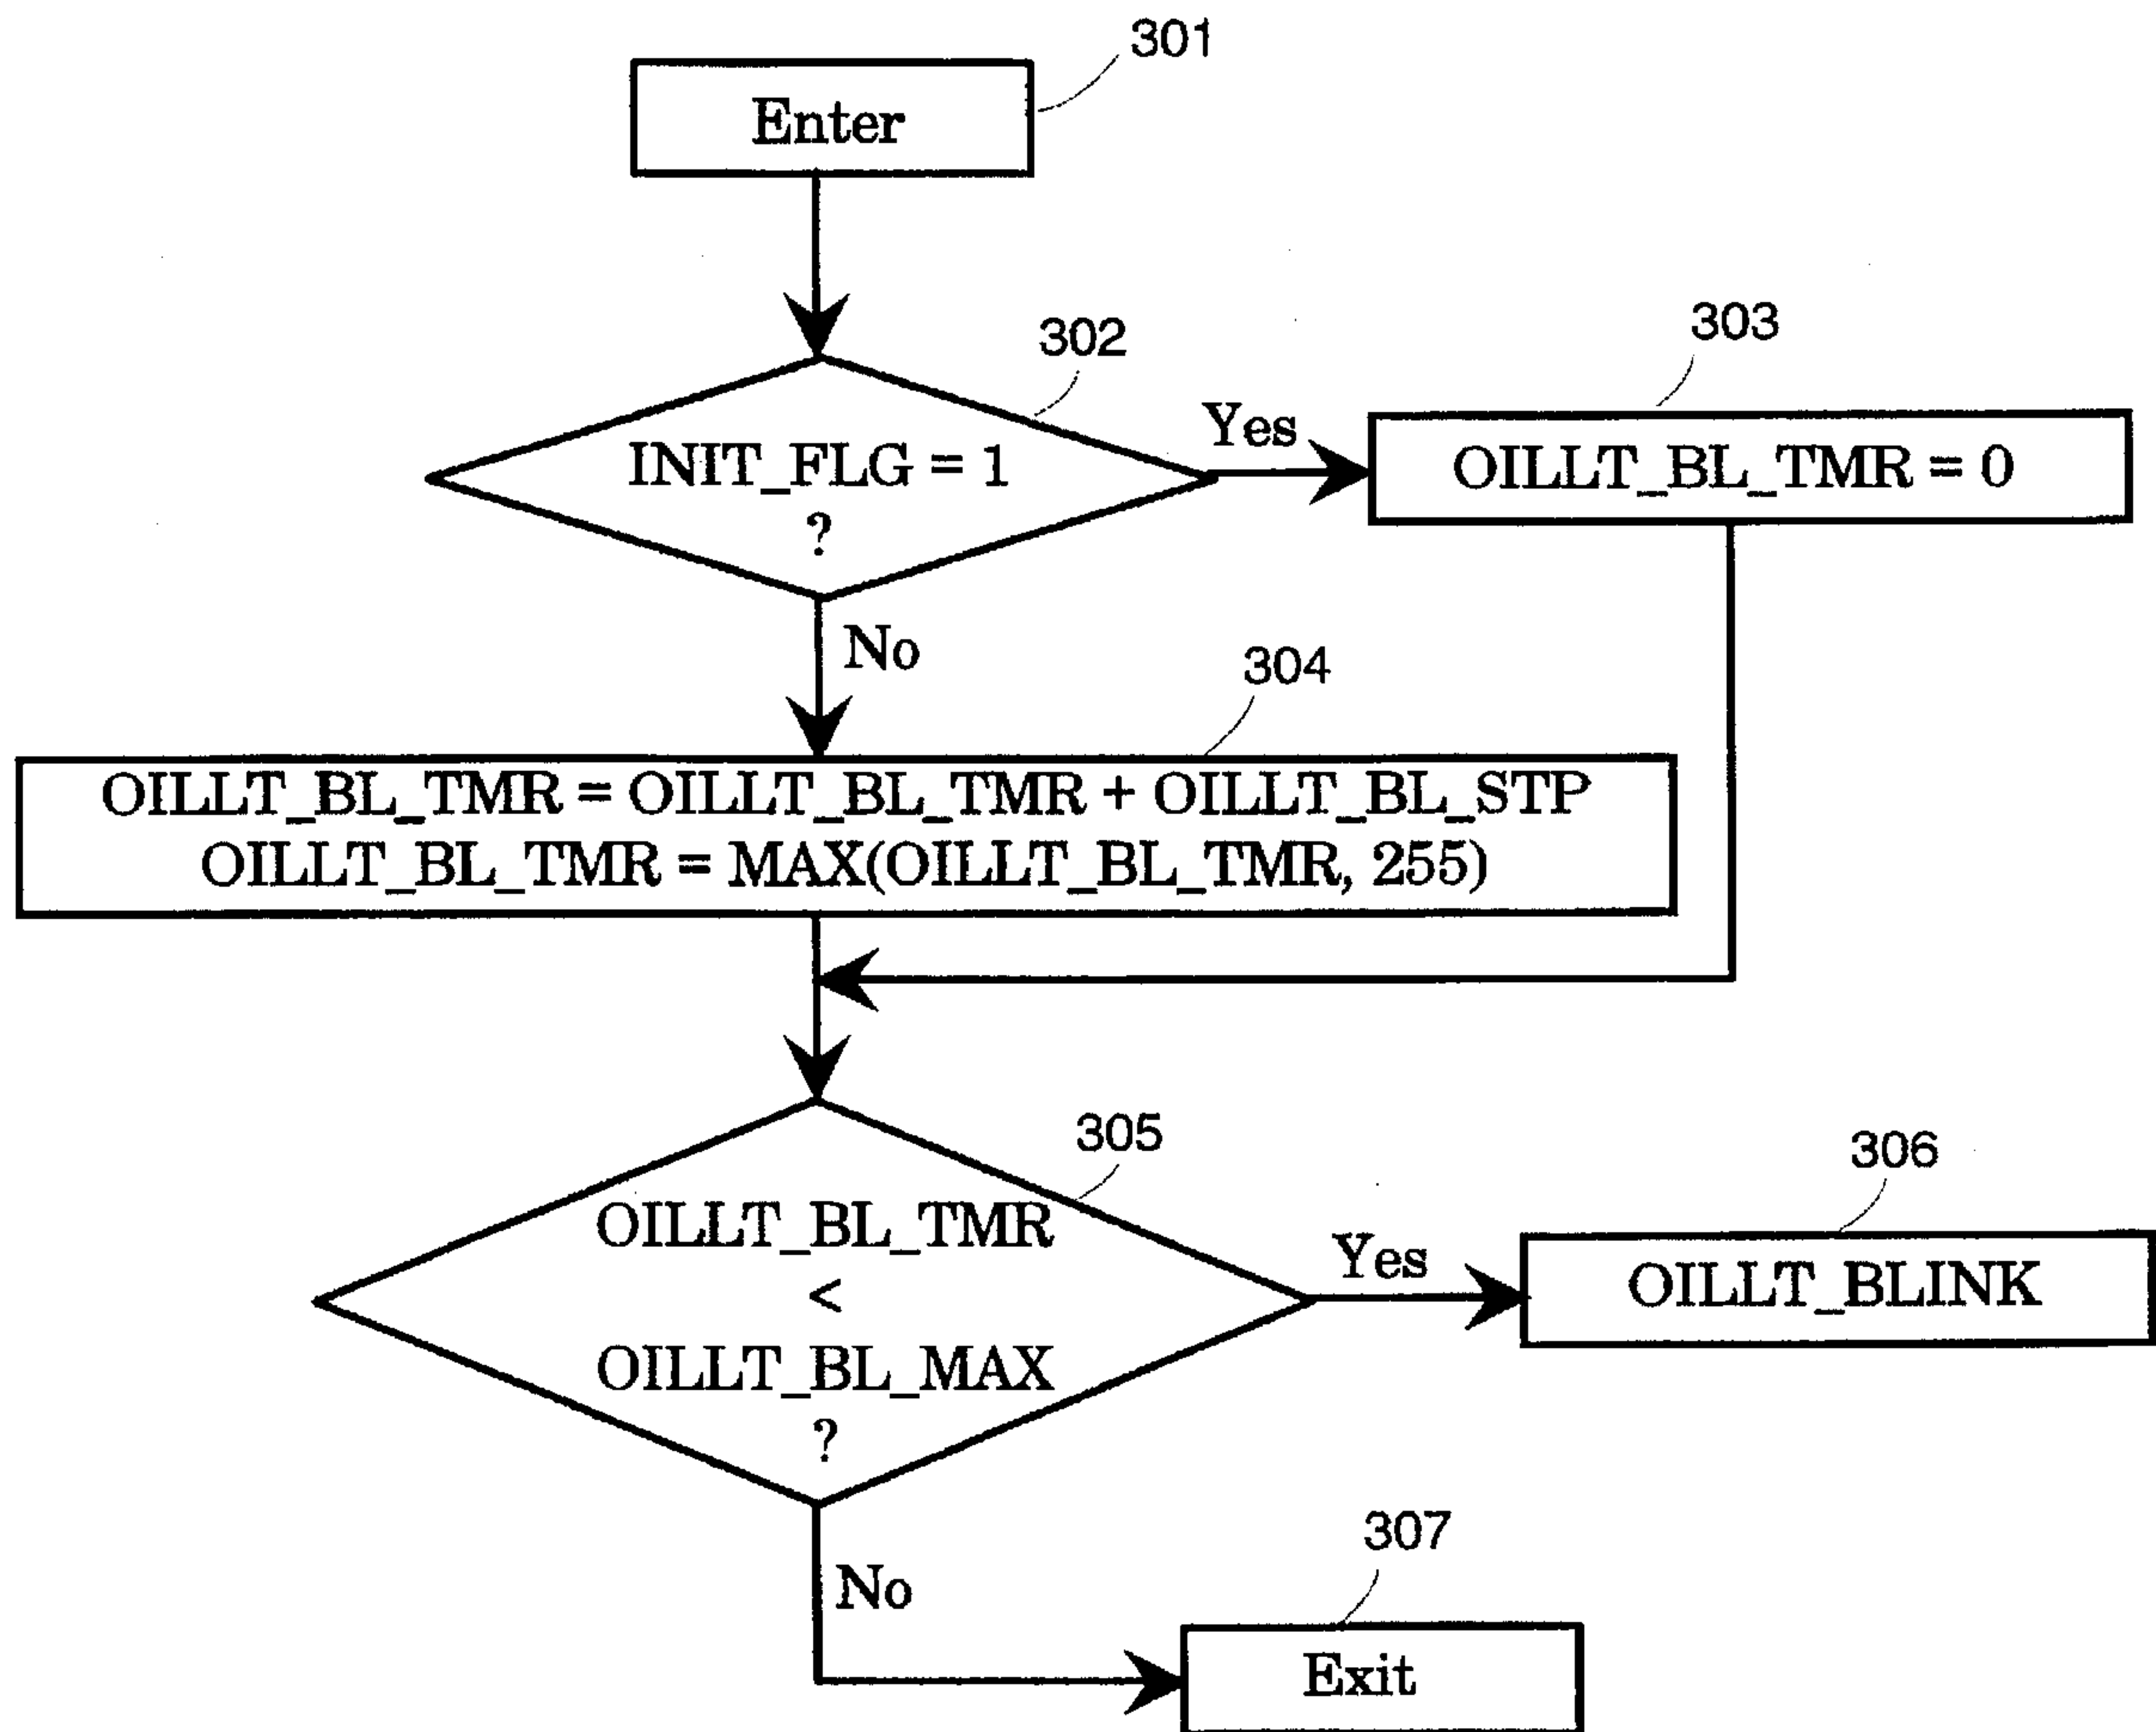 301
Enter
302
INIT_FLG = 1
?
Yes
303
OILLT_BL_TMR = 0
No
304
OILLT_BL_TMR = OILLT_BL_TMR + OILLT_BL_STP
OILLT_BL_TMR = MAX(OILLT_BL_TMR, 255)
305
OILLT_BL_TMR
<
OILLT_BL_MAX
?
Yes
306
OILLT_BLINK
No
307
Exit